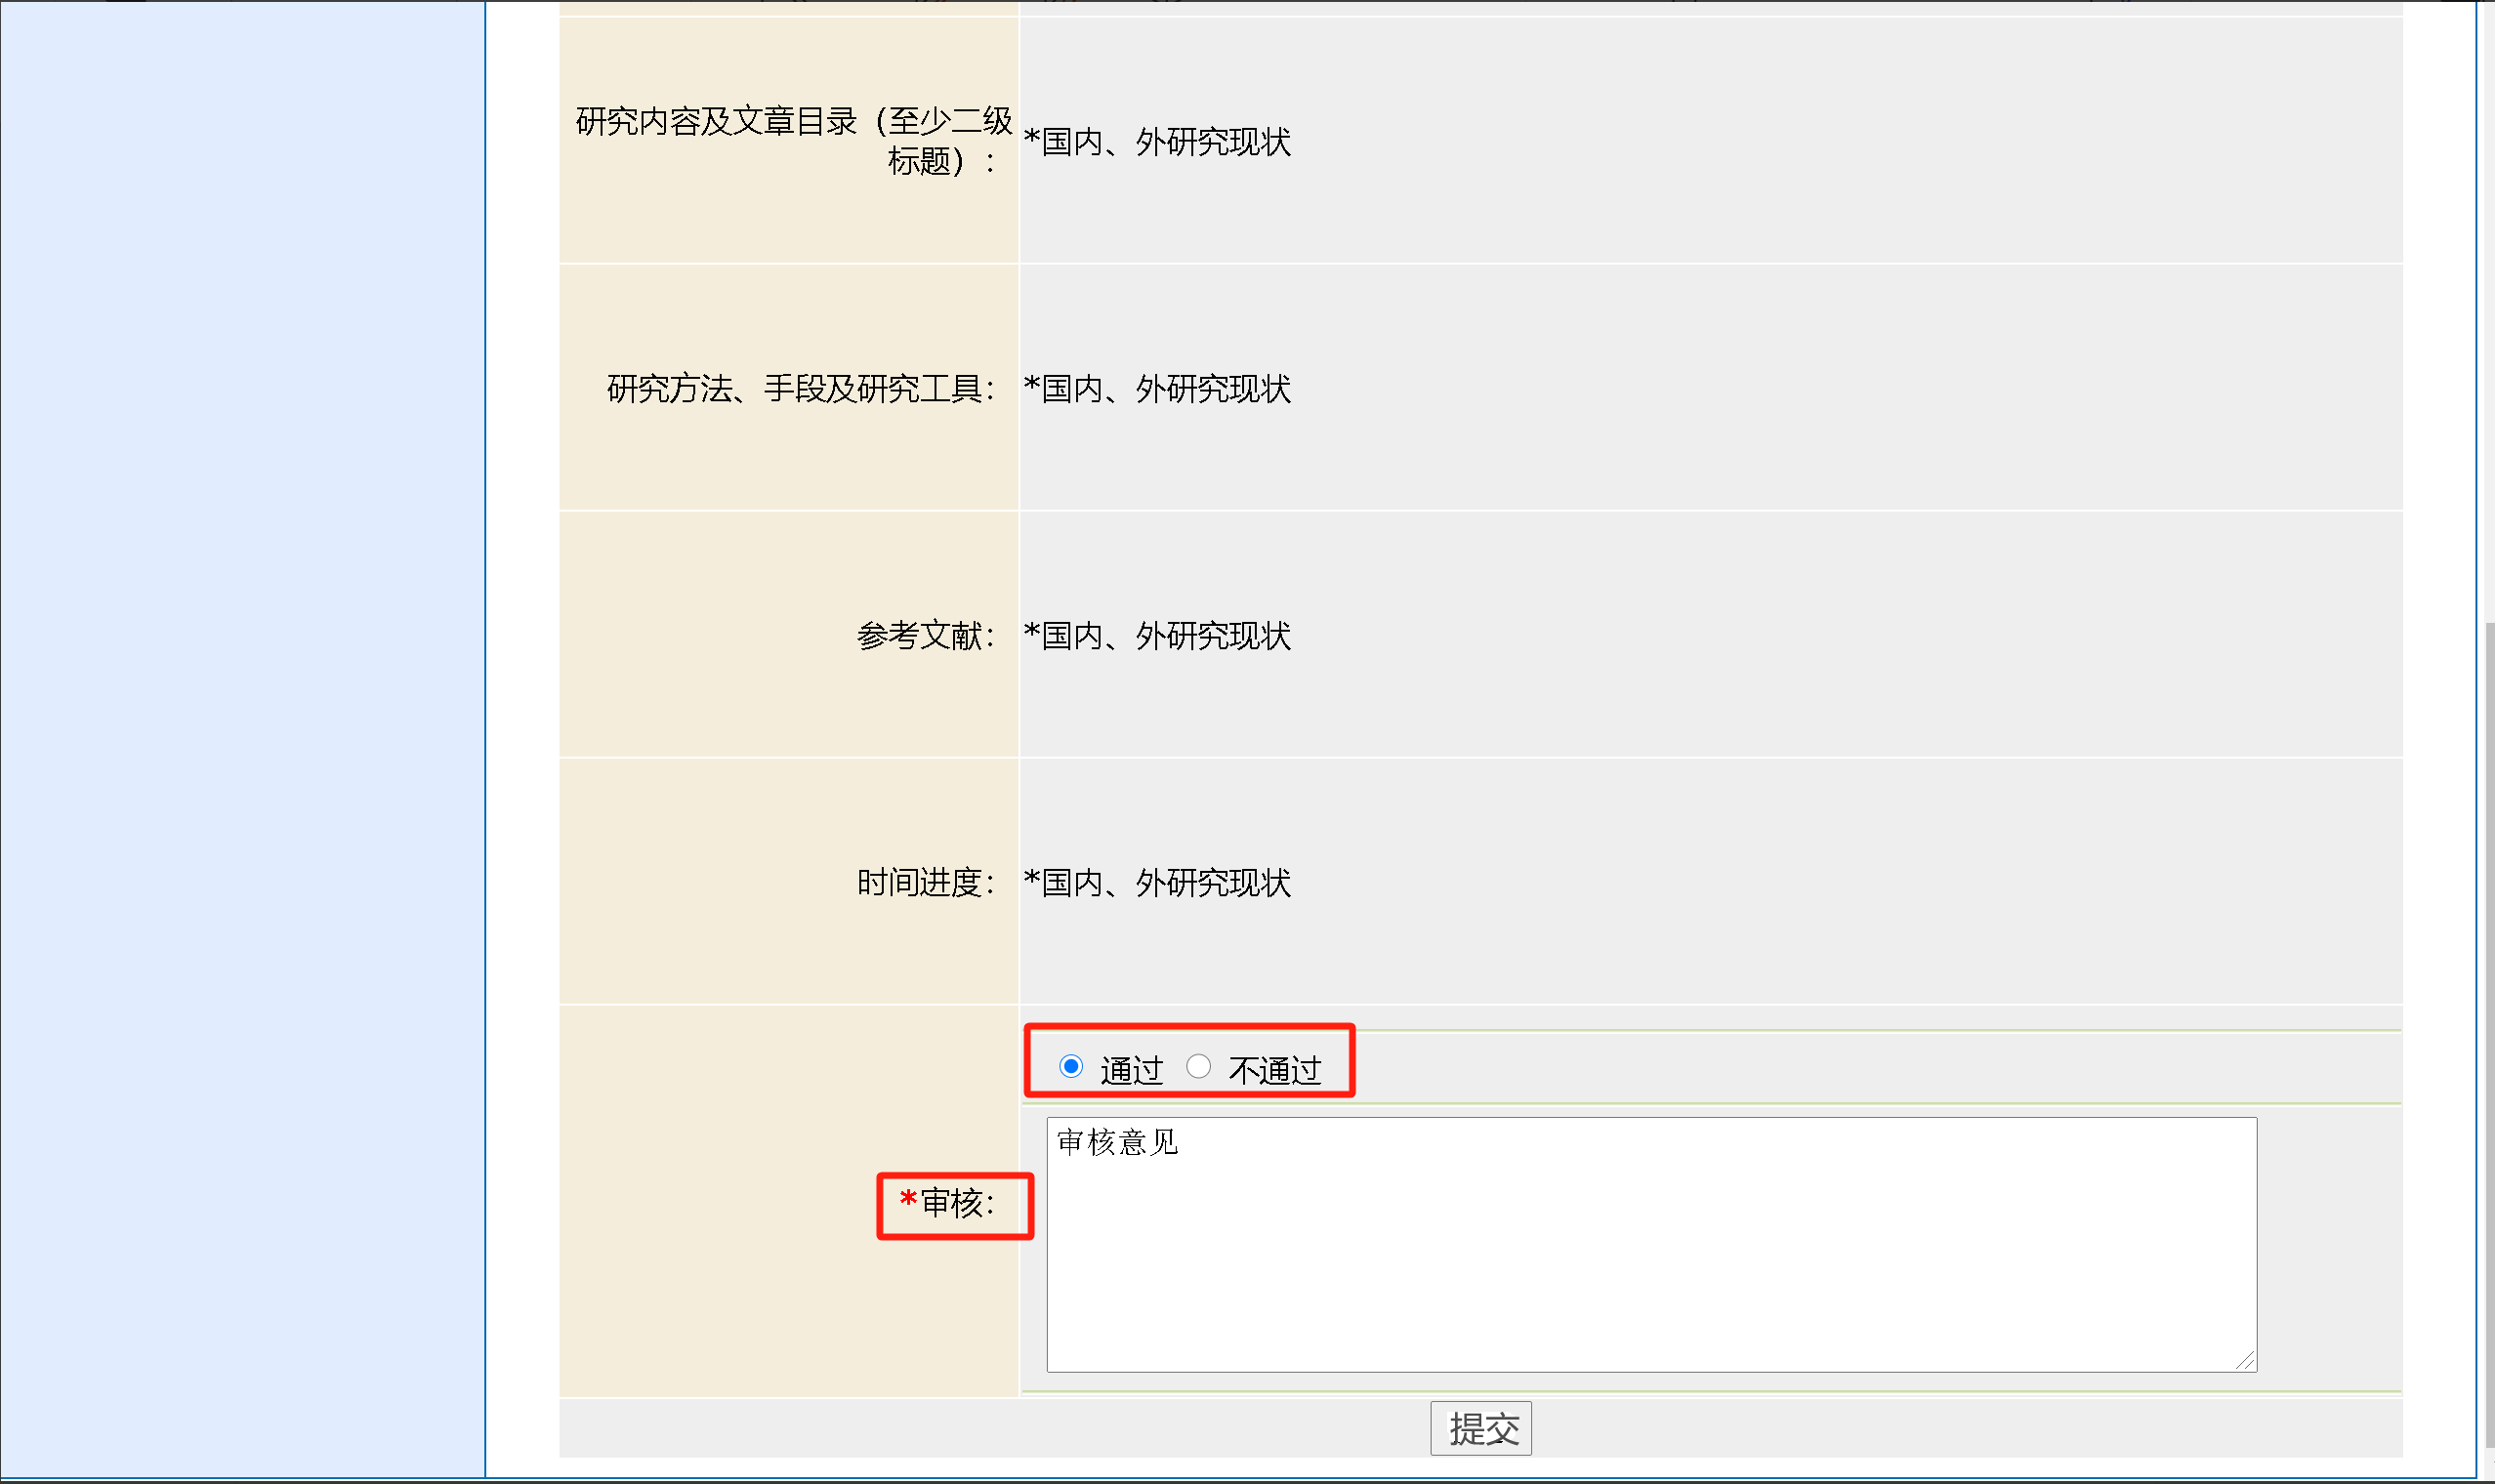 研究内容及文章目录（至少二级
标题）：
*国内、外研究现状
研究方法、手段及研究工具：
*国内、外研究现状
参考文献：
*国内、外研究现状
时间进度：
*国内、外研究现状
通过 不通过
*审核：
审核意见
提交